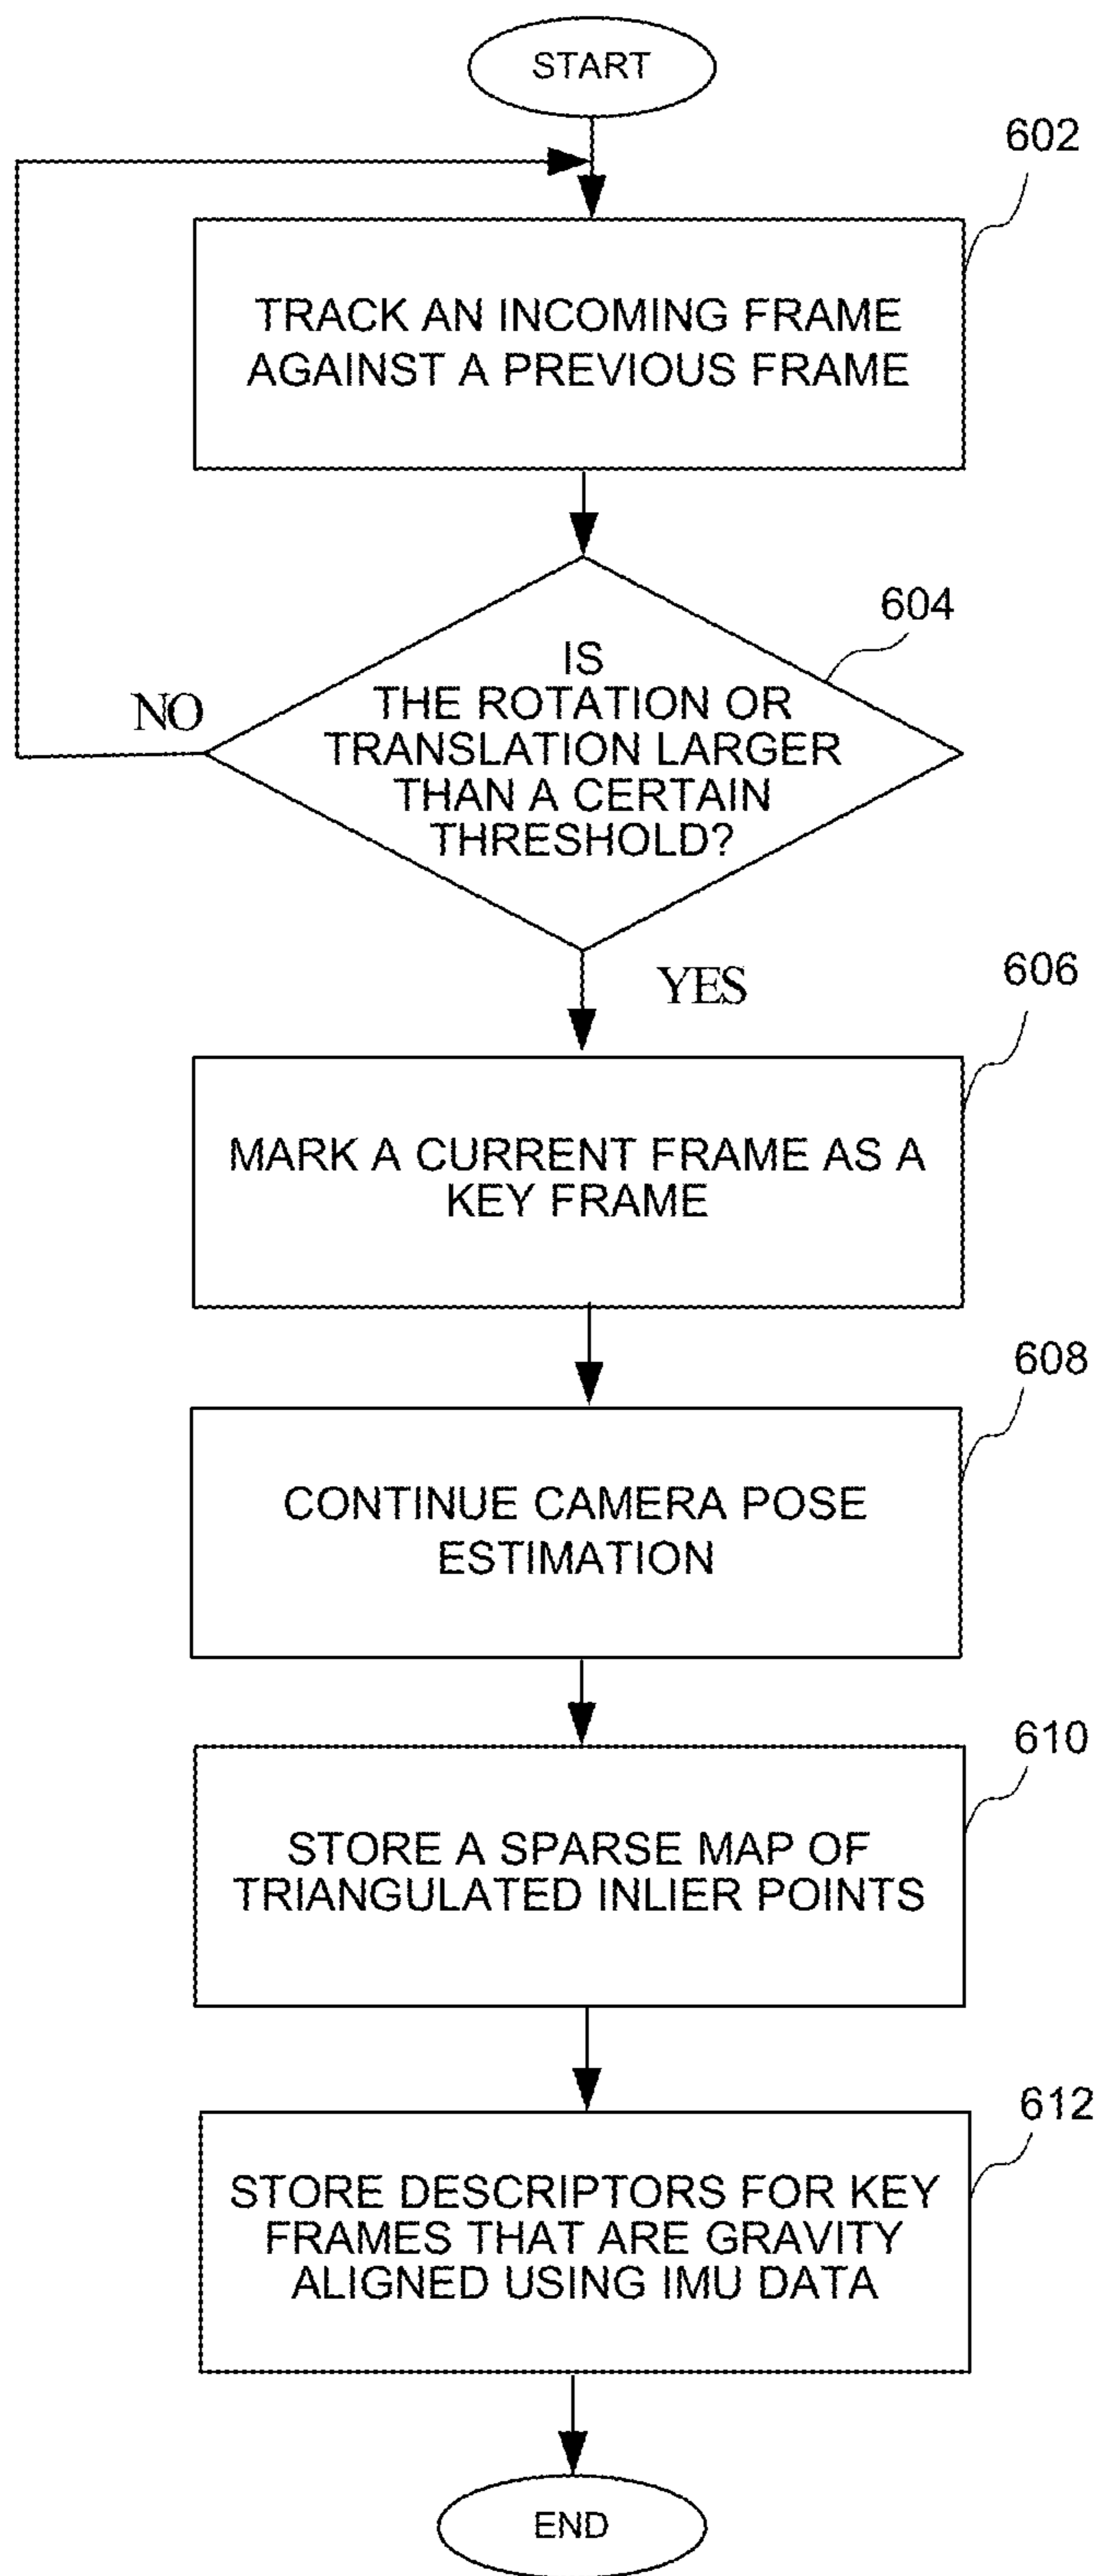 START
602
TRACK AN INCOMING FRAME
AGAINST A PREVIOUS FRAME
604
IS
THE ROTATION OR
TRANSLATION LARGER
THAN A CERTAIN
THRESHOLD?
NO
YES
606
MARK A CURRENT FRAME AS A
KEY FRAME
608
CONTINUE CAMERA POSE
ESTIMATION
610
STORE A SPARSE MAP OF
TRIANGULATED INLIER POINTS
612
STORE DESCRIPTORS FOR KEY
FRAMES THAT ARE GRAVITY
ALIGNED USING IMU DATA
END